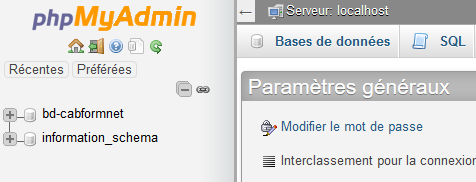 phpMyAdmin
Récentes Préférées
bd-cabformnet
information_schema
Serveur: localhost
Bases de données SQL
Paramètres généraux
Modifier le mot de passe
Interclassement pour la connexion